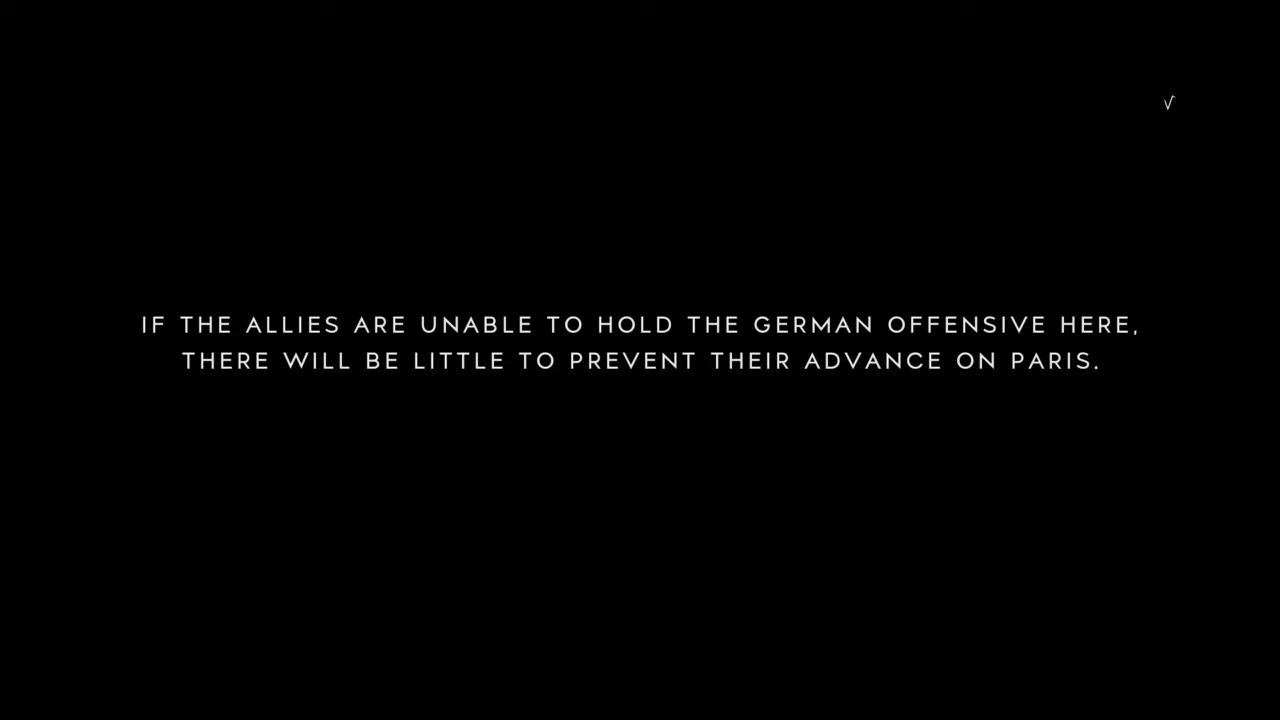 √
IF THE ALLIES ARE UNABLE TO HOLD THE GERMAN OFFENSIVE HERE,
THERE WILL BE LITTLE TO PREVENT THEIR ADVANCE ON PARIS.